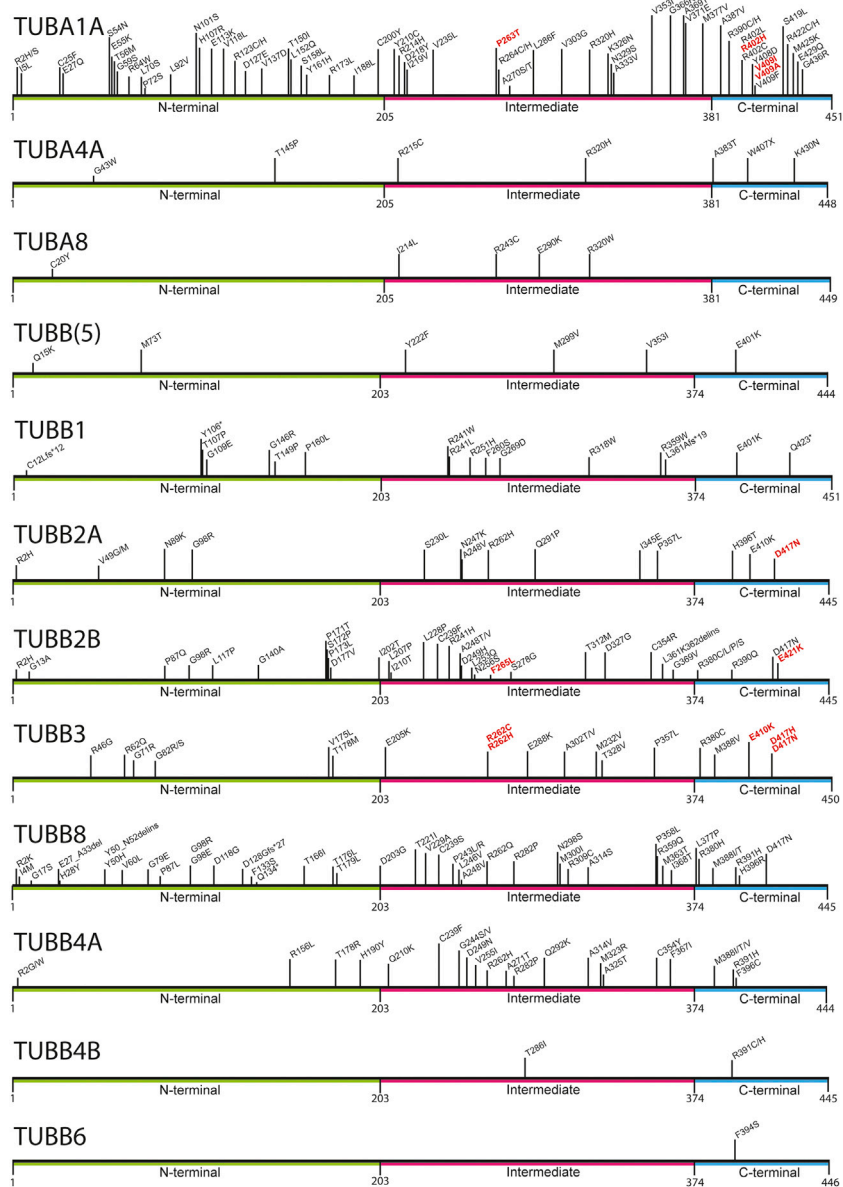 TUBA1A
R2H/S
I5L
C25F
E27Q
S54N
E55K
T56M
G59S
R64W
L70S
P72S
L92V
N101S
H107R
E113K
V118L
R123C/H
D127E
V137D
T150I
L152Q
S158L
Y161H
R173L
I188L
C200Y
Y210C
R214H
D218Y
I219V
V235L
P263T
R264C/H
A270S/T
L286F
V303G
R320H
K326N
N329S
A333V
V353I
A369T
V371E
M377V
A387V
R390C/H
R402L
R402H
R402C
Y408D
V409I
V409A
V409F
S419L
R422C/H
M425K
E429Q
G436R
N-terminal Intermediate C-terminal
1 205 381 451
TUBA4A
G43W
T145P
R215C
R320H
A383T
W407X
K430N
N-terminal Intermediate C-terminal
1 205 381 448
TUBA8
C20Y
I214L
R243C
E290K
R320W
N-terminal Intermediate C-terminal
1 205 381 449
TUBB(5)
Q15K
M73T
Y222F
M299V
V353I
E401K
N-terminal Intermediate C-terminal
1 203 374 444
TUBB1
C12Lfs*12
Y106*
T107P
G109E
G146R
T149P
P160L
R241W
R241L
R251H
F260S
G269D
R318W
R359W
L361Afs*19
E401K
Q423*
N-terminal Intermediate C-terminal
1 203 374 451
TUBB2A
R2H
V49G/M
N89K
G98R
S230L
N247K
A248V
R262H
Q291P
I345E
P357L
H396T
E410K
D417N
N-terminal Intermediate C-terminal
1 203 374 445
TUBB2B
R2H
G13A
P87Q
G98R
L117P
G140A
P171T
S172P
P173L
D177V
I202T
L207P
I210T
L228P
C239F
R241H
A248T/V
D249H
N256S
F265L
S278G
T312M
D327G
C354R
L361K362delins
G369V
R380C/L/P/S
R390Q
D417N
E421K
N-terminal Intermediate C-terminal
1 203 374 445
TUBB3
R46G
R62Q
G71R
G82R/S
V175L
T178M
E205K
R262C
R262H
E288K
A302T/V
M232V
T328V
P357L
R380C
M388V
E410K
D417H
D417N
N-terminal Intermediate C-terminal
1 203 374 450
TUBB8
R2K
I4M
G17S
E27_A33del
H28Y
Y50_N52delins
Y50H
V60L
G79E
P87L
G98R
G98E
D118G
D128Gfs*27
F133S
Q134*
T166I
T176L
T179L
D203G
T221I
V229A
C239S
P243L/R
L246V
A248V
R262Q
R282P
N298S
M300I
R309C
A314S
P358L
R359Q
M363T
I368T
L377P
R380H
M388I/T
R391H
H396R
D417N
N-terminal Intermediate C-terminal
1 203 374 445
TUBB4A
R2G/W
R156L
T178R
H190Y
Q210K
C239F
G244S/V
D249N
V255I
R262H
A271T
R282P
Q292K
A314V
M323R
A325T
C354Y
F367I
M388I/T/V
R391H
F396C
N-terminal Intermediate C-terminal
1 203 374 444
TUBB4B
T286I
R391C/H
N-terminal Intermediate C-terminal
1 203 374 445
TUBB6
F394S
N-terminal Intermediate C-terminal
1 203 374 446